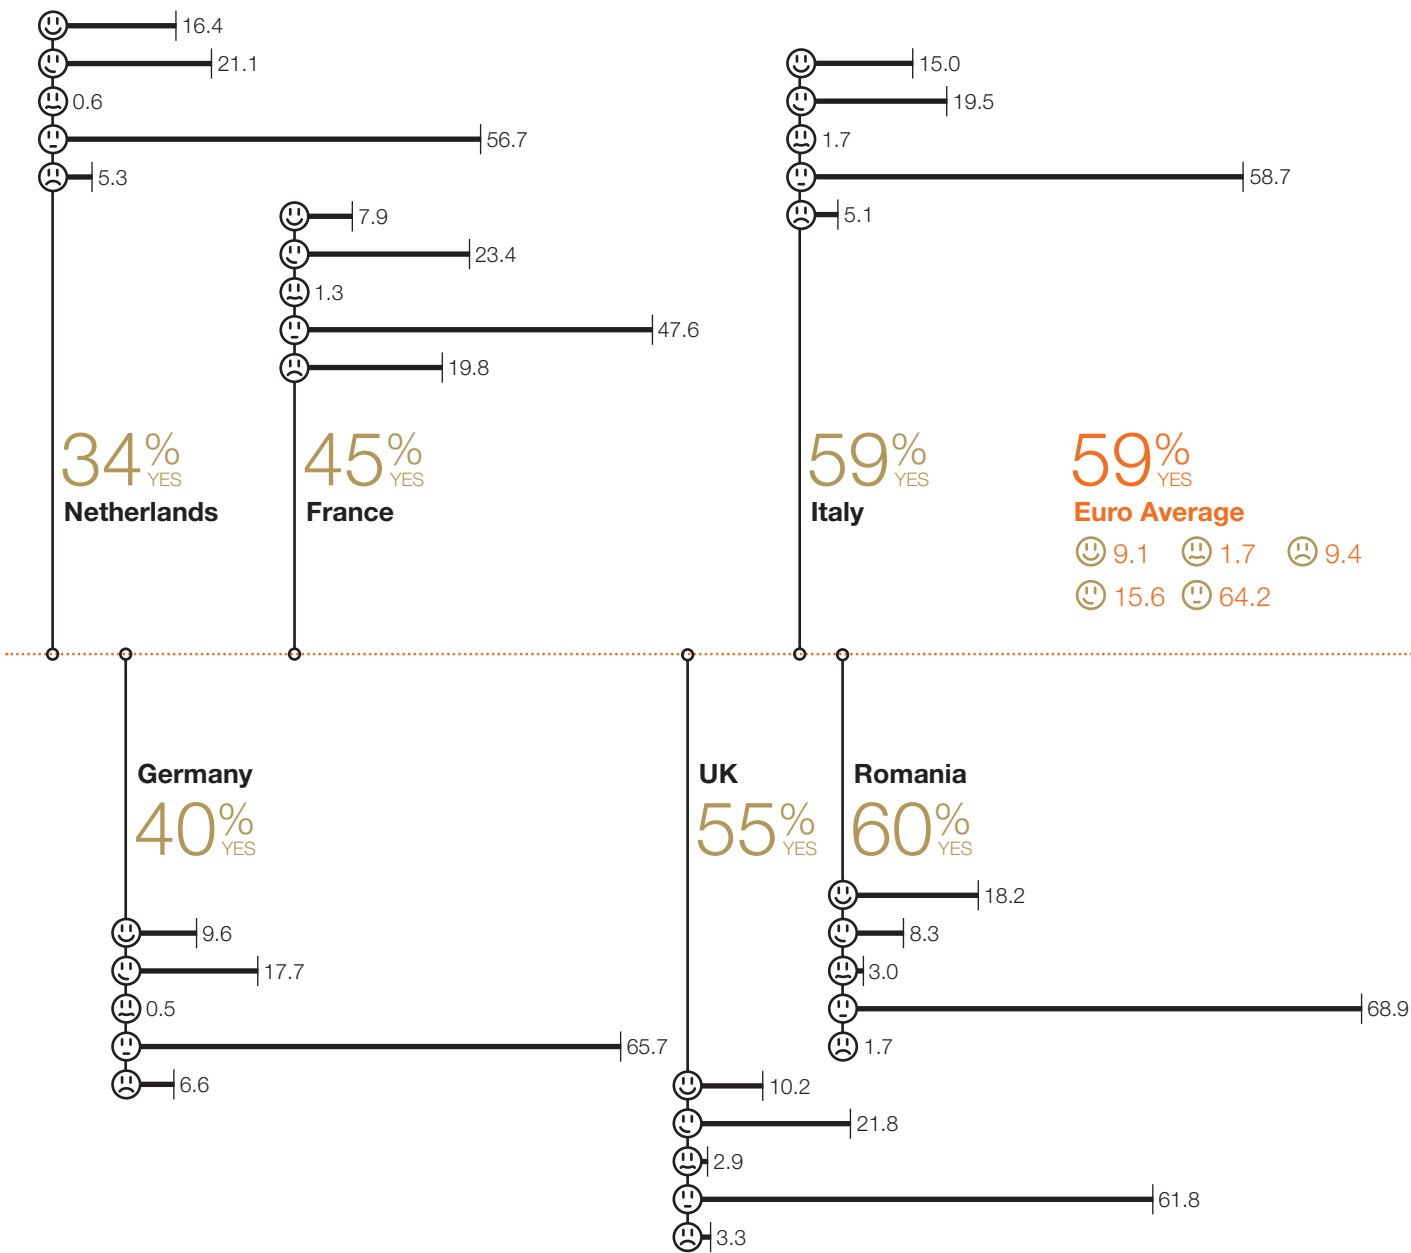 16.4
21.1
0.6
56.7
5.3
34% YES
Netherlands
7.9
23.4
1.3
47.6
19.8
45% YES
France
15.0
19.5
1.7
58.7
5.1
59% YES
Italy
59% YES
Euro Average
9.1 1.7 9.4
15.6 64.2
Germany
40% YES
9.6
17.7
0.5
65.7
6.6
UK
55% YES
10.2
21.8
2.9
61.8
3.3
Romania
60% YES
18.2
8.3
3.0
68.9
1.7